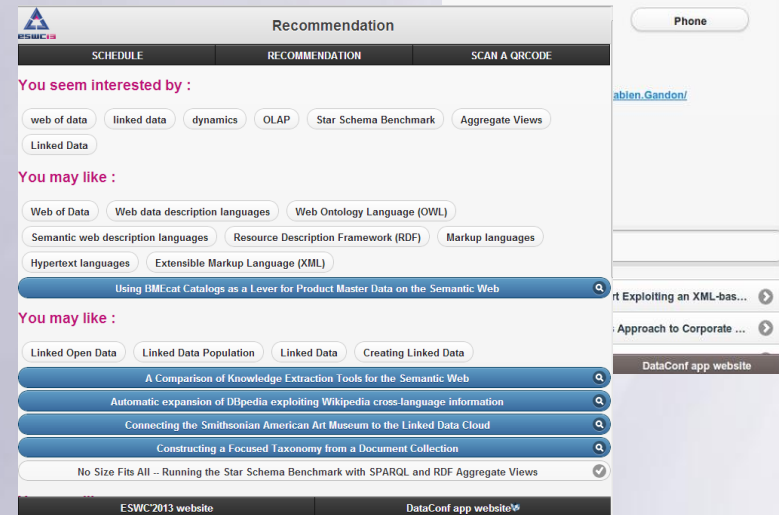 ESWC13
Recommendation
SCHEDULE RECOMMENDATION SCAN A QRCODE
You seem interested by :
web of data linked data dynamics OLAP Star Schema Benchmark Aggregate Views
Linked Data
You may like :
Web of Data Web data description languages Web Ontology Language (OWL)
Semantic web description languages Resource Description Framework (RDF) Markup languages
Hypertext languages Extensible Markup Language (XML)
Using BMEcat Catalogs as a Lever for Product Master Data on the Semantic Web
You may like :
Linked Open Data Linked Data Population Linked Data Creating Linked Data
A Comparison of Knowledge Extraction Tools for the Semantic Web
Automatic expansion of DBpedia exploiting Wikipedia cross-language information
Connecting the Smithsonian American Art Museum to the Linked Data Cloud
Constructing a Focused Taxonomy from a Document Collection
No Size Fits All -- Running the Star Schema Benchmark with SPARQL and RDF Aggregate Views
ESWC'2013 website DataConf app website
Phone
abien.Gandon/
rt Exploiting an XML-bas...
Approach to Corporate ...
DataConf app website